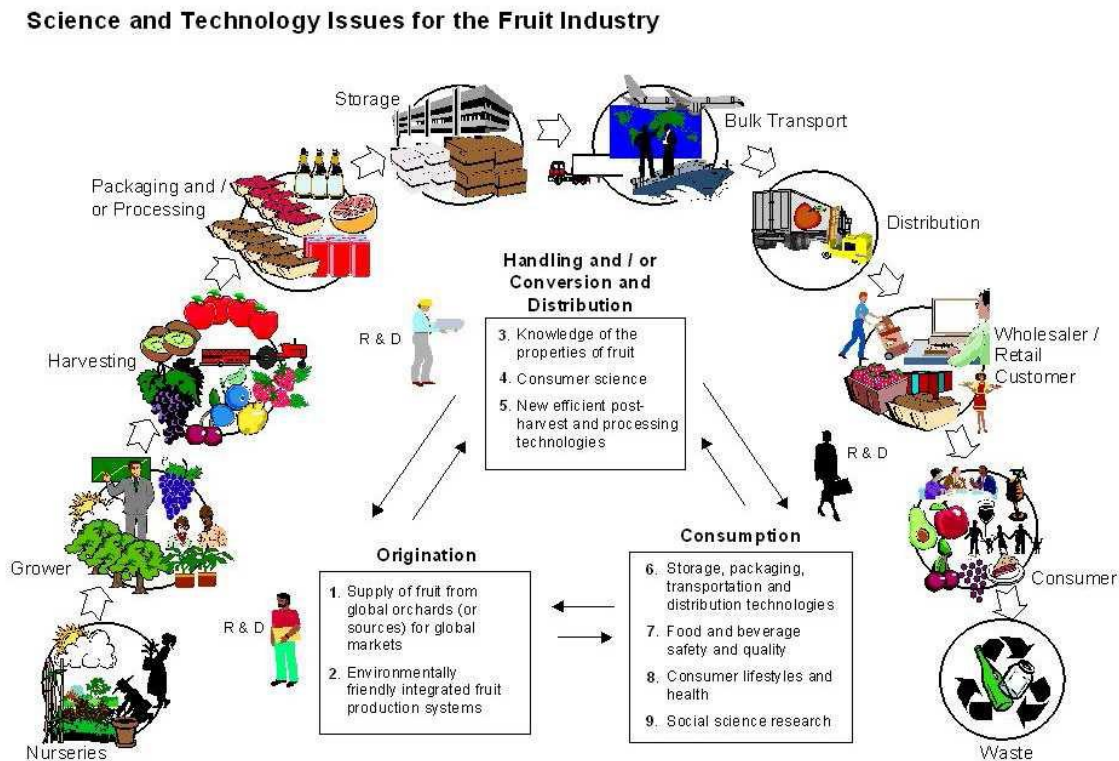 Science and Technology Issues for the Fruit Industry
Storage
Bulk Transport
Packaging and /
or Processing
Distribution
Harvesting
Wholesaler /
Retail
Customer
Grower
Consumer
Nurseries
Waste
Handling and / or
Conversion and
Distribution
R & D
3. Knowledge of the
properties of fruit
4. Consumer science
5. New efficient post-
harvest and processing
technologies
R & D
Origination
R & D
1. Supply of fruit from
global orchards (or
sources) for global
markets
2. Environmentally
friendly integrated fruit
production systems
Consumption
6. Storage, packaging,
transportation and
distribution technologies
7. Food and beverage
safety and quality
8. Consumer lifestyles and
health
9. Social science research